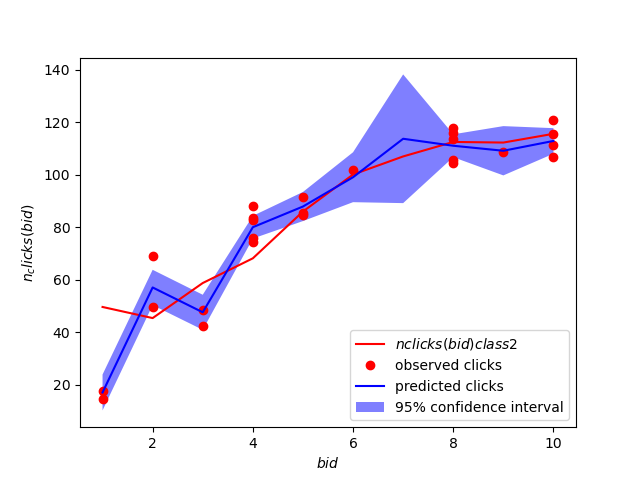 140
120
100
80
60
40
20
n_clicks(bid)
2
4
6
8
10
bid
nclicks(bid)class2
observed clicks
predicted clicks
95% confidence interval